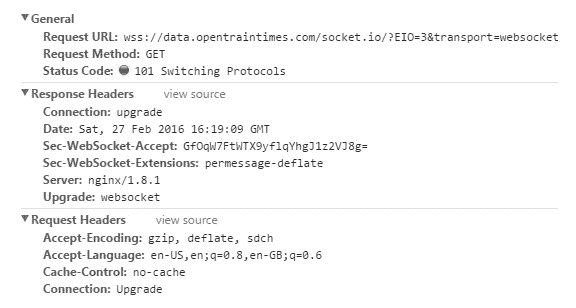 General
Request URL: wss://data.opentraintimes.com/socket.io/?EIO=3&transport=websocket
Request Method: GET
Status Code: 101 Switching Protocols
Response Headers view source
Connection: upgrade
Date: Sat, 27 Feb 2016 16:19:09 GMT
Sec-WebSocket-Accept: GfOqW7FtWTX9yflqYhgJ1z2VJ8g=
Sec-WebSocket-Extensions: permessage-deflate
Server: nginx/1.8.1
Upgrade: websocket
Request Headers view source
Accept-Encoding: gzip, deflate, sdch
Accept-Language: en-US,en;q=0.8,en-GB;q=0.6
Cache-Control: no-cache
Connection: Upgrade